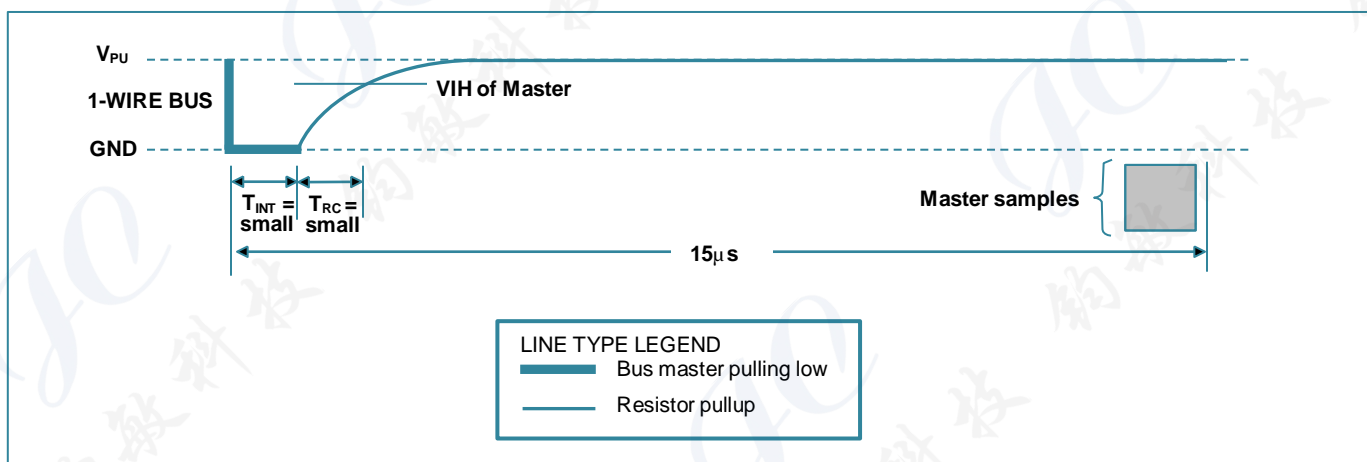 VPU
1-WIRE BUS
VIH of Master
GND
TINT =
small
TRC =
small
Master samples
15μs
LINE TYPE LEGEND
Bus master pulling low
Resistor pullup